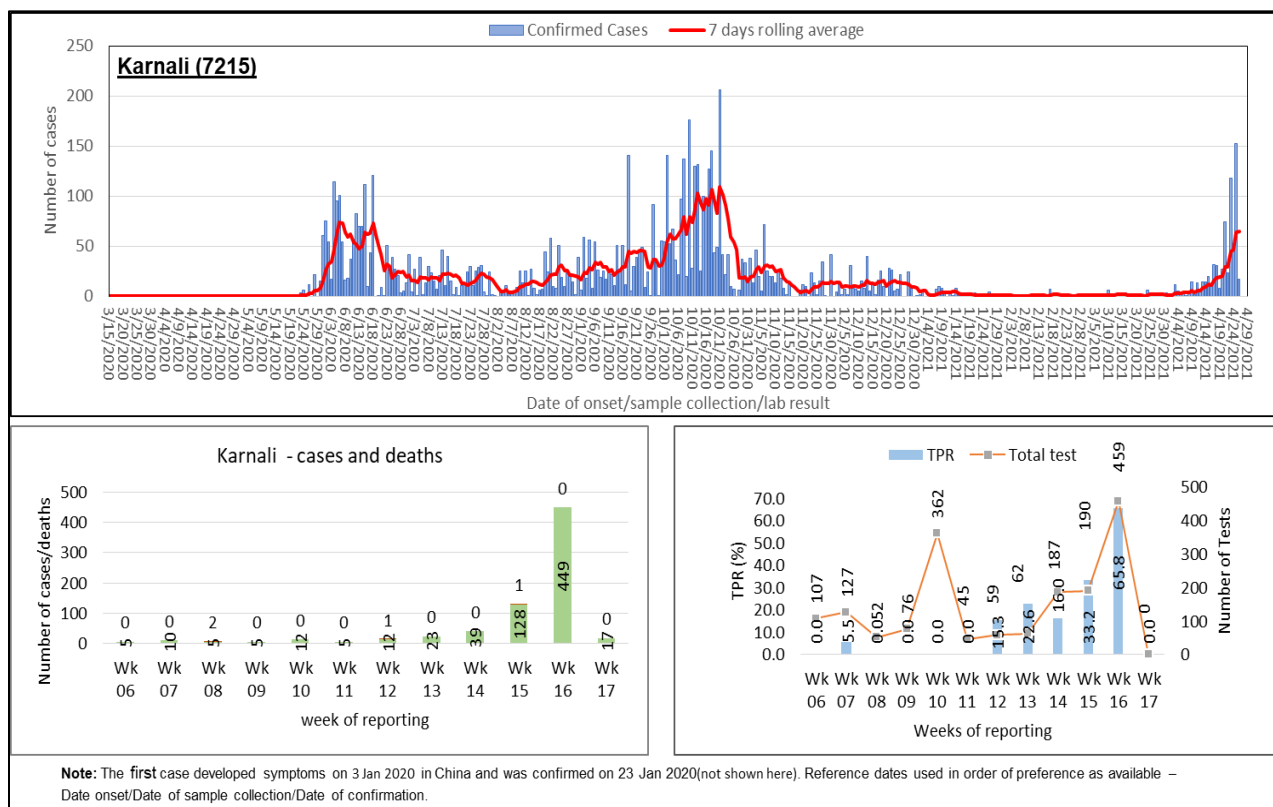 Confirmed Cases 7 days rolling average
Karnali (7215)
Number of cases
250
200
150
100
50
0
3/15/2020 3/20/2020 3/25/2020 3/30/2020 4/4/2020 4/9/2020 4/14/2020 4/19/2020 4/24/2020 4/29/2020 5/4/2020 5/9/2020 5/14/2020 5/19/2020 5/24/2020 5/29/2020 6/3/2020 6/8/2020 6/13/2020 6/18/2020 6/23/2020 6/28/2020 7/3/2020 7/8/2020 7/13/2020 7/18/2020 7/23/2020 7/28/2020 8/2/2020 8/7/2020 8/12/2020 8/17/2020 8/22/2020 8/27/2020 9/1/2020 9/6/2020 9/11/2020 9/16/2020 9/21/2020 9/26/2020 10/1/2020 10/6/2020 10/11/2020 10/16/2020 10/21/2020 10/26/2020 10/31/2020 11/5/2020 11/10/2020 11/15/2020 11/20/2020 11/25/2020 11/30/2020 12/5/2020 12/10/2020 12/15/2020 12/20/2020 12/25/2020 12/30/2020 1/4/2021 1/9/2021 1/14/2021 1/19/2021 1/24/2021 1/29/2021 2/3/2021 2/8/2021 2/13/2021 2/18/2021 2/23/2021 2/28/2021 3/5/2021 3/10/2021 3/15/2021 3/20/2021 3/25/2021 3/30/2021 4/4/2021 4/9/2021 4/14/2021 4/19/2021 4/24/2021 4/29/2021
Date of onset/sample collection/lab result
Karnali - cases and deaths
Number of cases/deaths
500
400
300
200
100
0
0 0 2 0 0 0 1 0 0 1 0 0
5 10 5 5 12 5 12 23 39 128 449 17
Wk Wk Wk Wk Wk Wk Wk Wk Wk Wk Wk Wk
06 07 08 09 10 11 12 13 14 15 16 17
week of reporting
TPR Total test
TPR (%)
70.0
60.0
50.0
40.0
30.0
20.0
10.0
0.0
107 127 52 76 362 45 59 62 187 190 459 0
0.0 5.5 0.0 0.0 0.0 0.0 15.3 22.6 16.0 33.2 65.8 0.0
500
400
300
200
100
0
Number of Tests
Wk Wk Wk Wk Wk Wk Wk Wk Wk Wk Wk Wk
06 07 08 09 10 11 12 13 14 15 16 17
Weeks of reporting
Note: The first case developed symptoms on 3 Jan 2020 in China and was confirmed on 23 Jan 2020(not shown here). Reference dates used in order of preference as available –
Date onset/Date of sample collection/Date of confirmation.